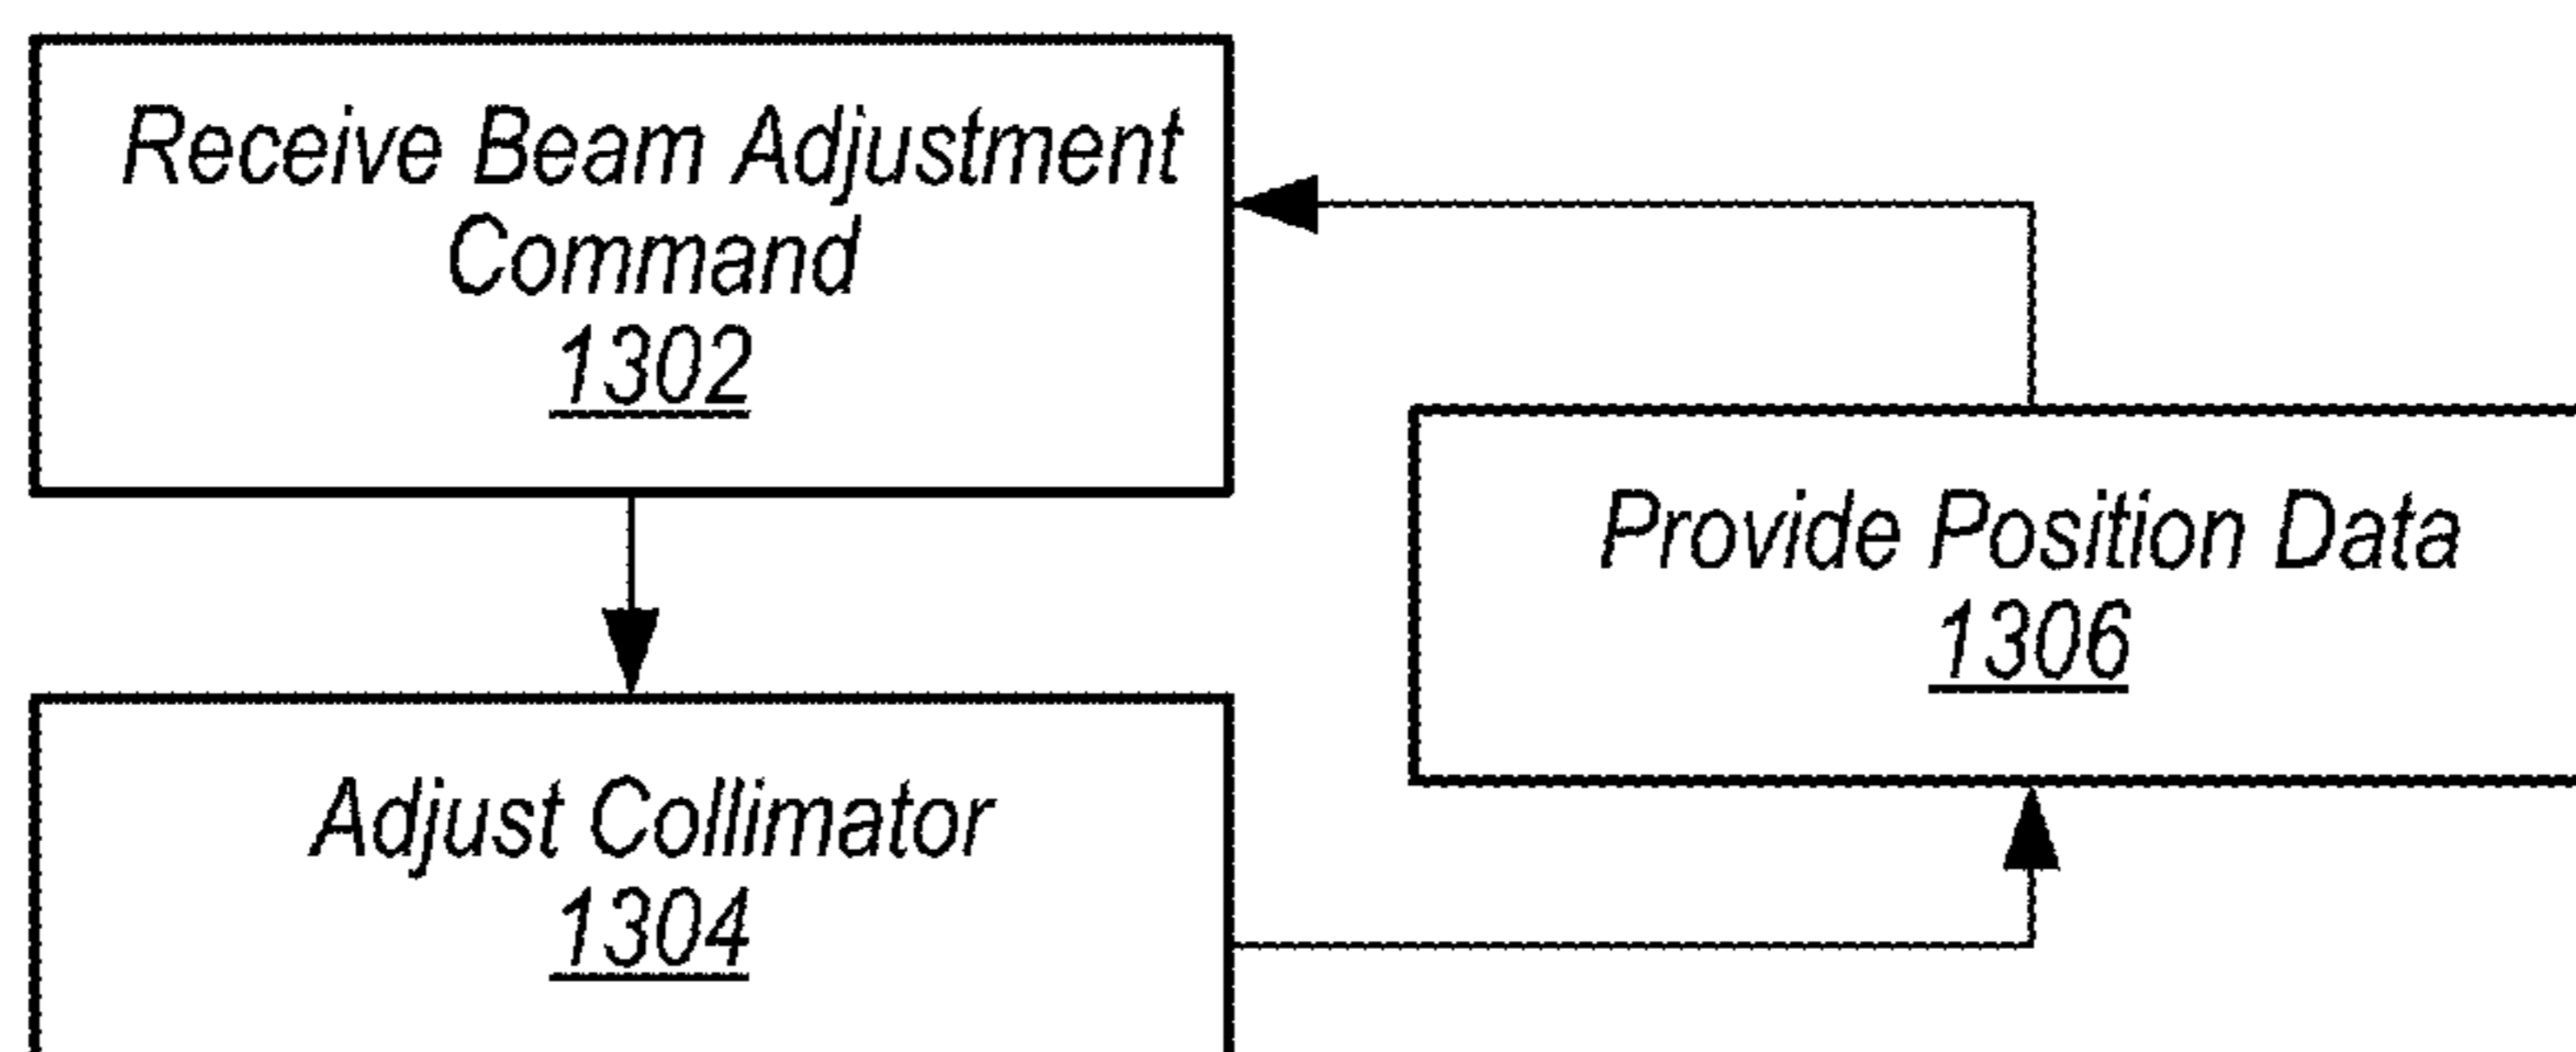 Receive Beam Adjustment
Command
1302
Provide Position Data
1306
Adjust Collimator
1304